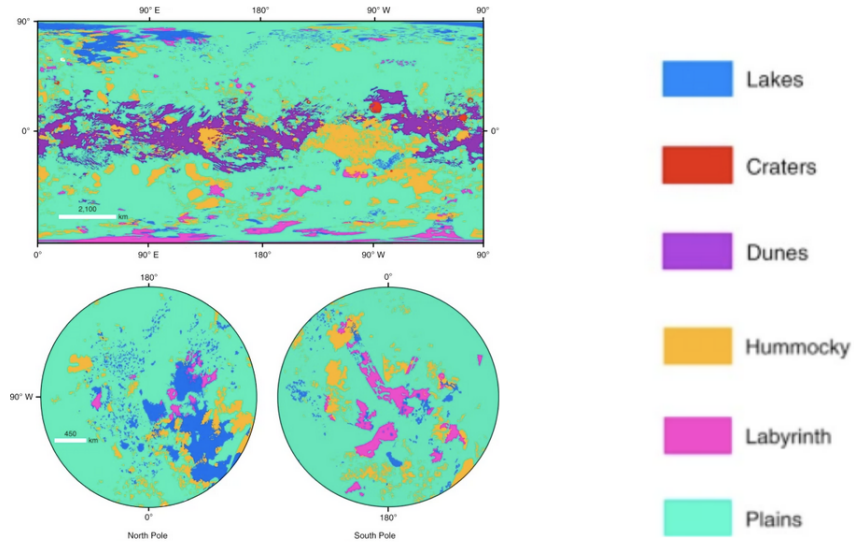 90° E 180° 90° W 90°
90°
0° 0°
2,100
km
0° 90° E 180° 90° W 90°
180° 0°
90° W
450
km
0° 180°
North Pole South Pole
Lakes
Craters
Dunes
Hummocky
Labyrinth
Plains